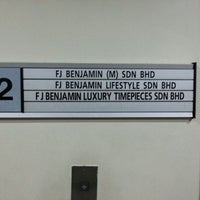 2
FJ BENJAMIN (M) SDN BHD
FJ BENJAMIN LIFESTYLE SDN BHD
FJ BENJAMIN LUXURY TIMEPIECES SDN BHD